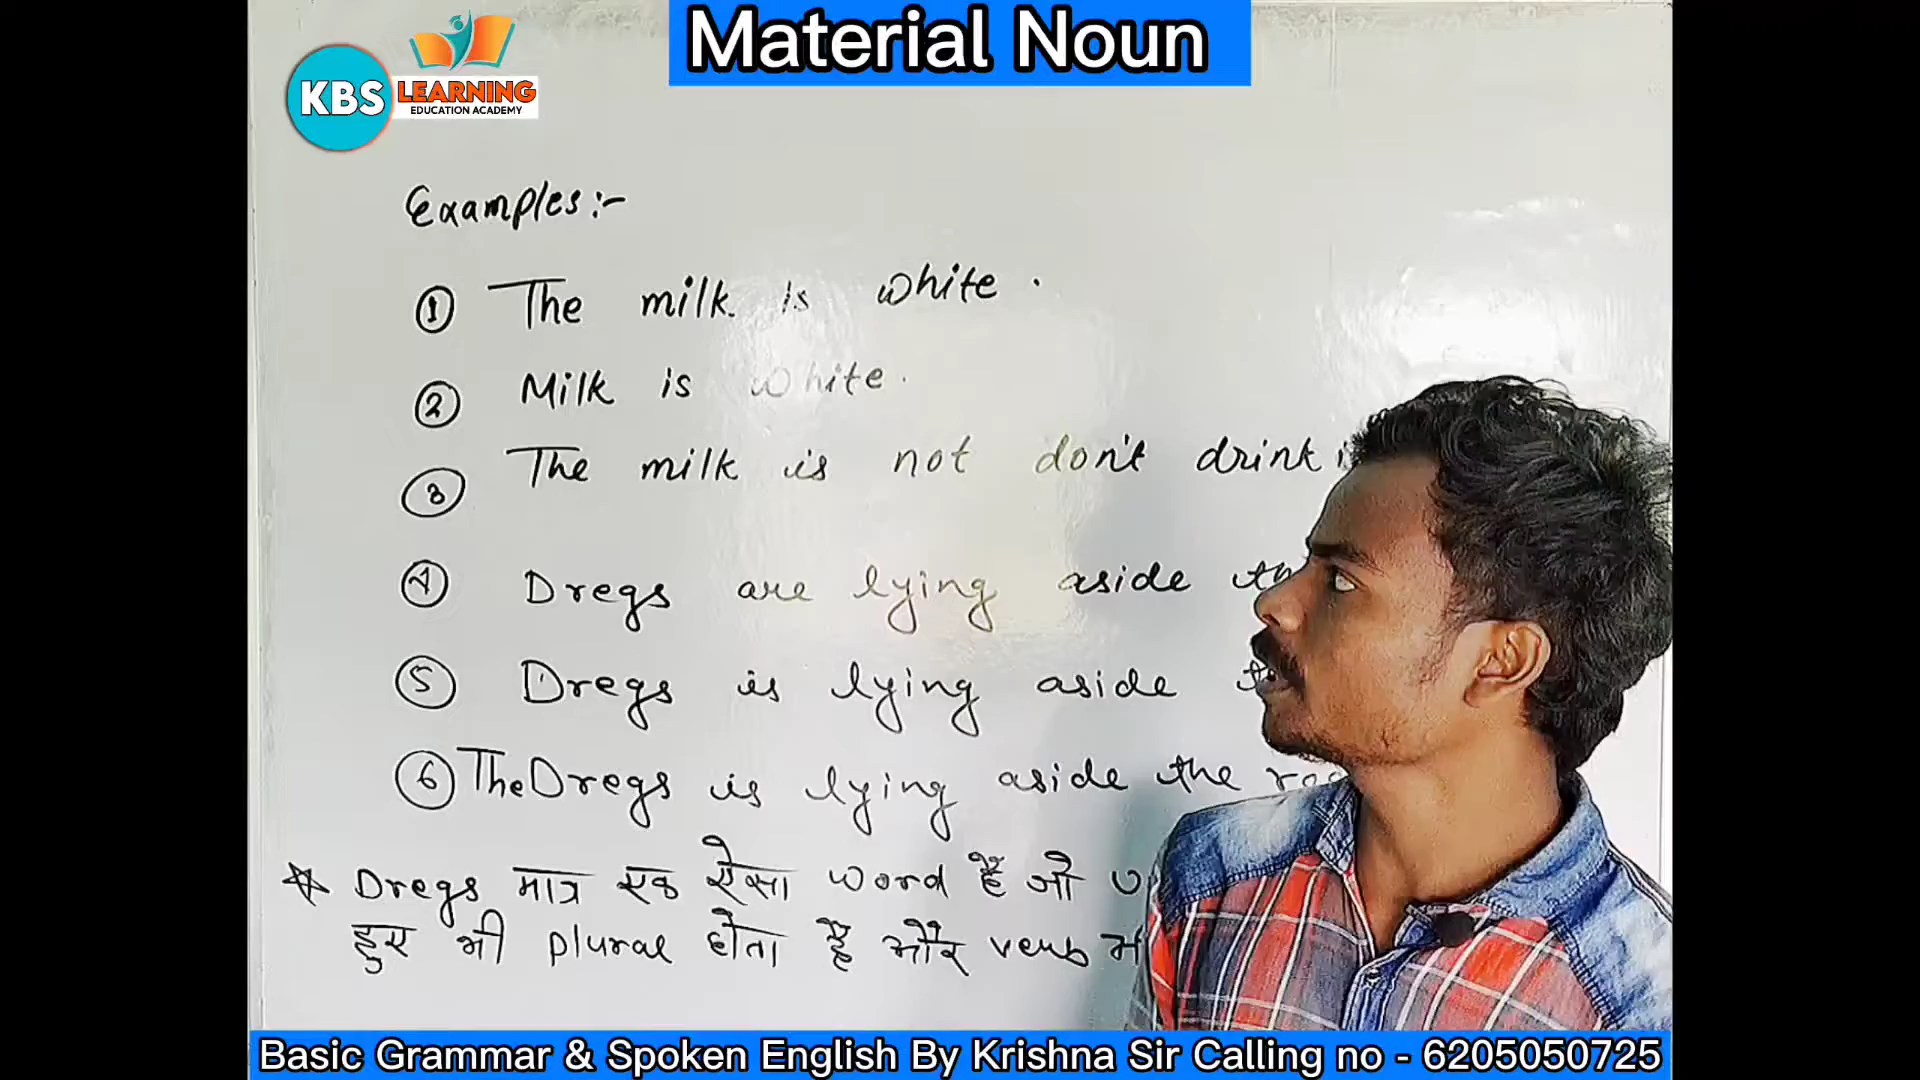 Material Noun
KBS LEARNING
EDUCATION ACADEMY
Examples:-
① The milk is white.
② Milk is white.
③ The milk is not don't drink
④ Dregs are lying aside
⑤ Dregs is lying aside
⑥ The Dregs is lying aside the
* Dregs मात्र एक ऐसा word हैं जो
हुए भी plural होता है और verb
Basic Grammar & Spoken English By Krishna Sir Calling no - 6205050725